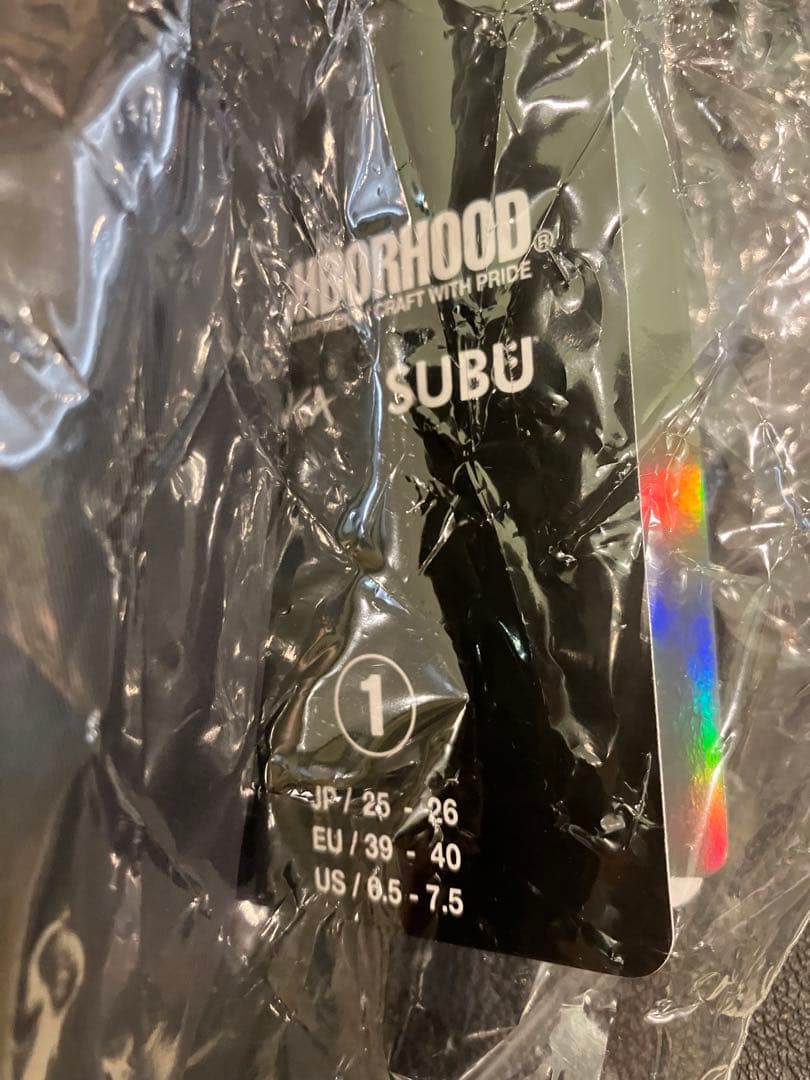 HBORHOOD®
CRAFT WITH PRIDE
SUBU
1
JP / 25 - 26
EU / 39 - 40
US / 6.5 - 7.5